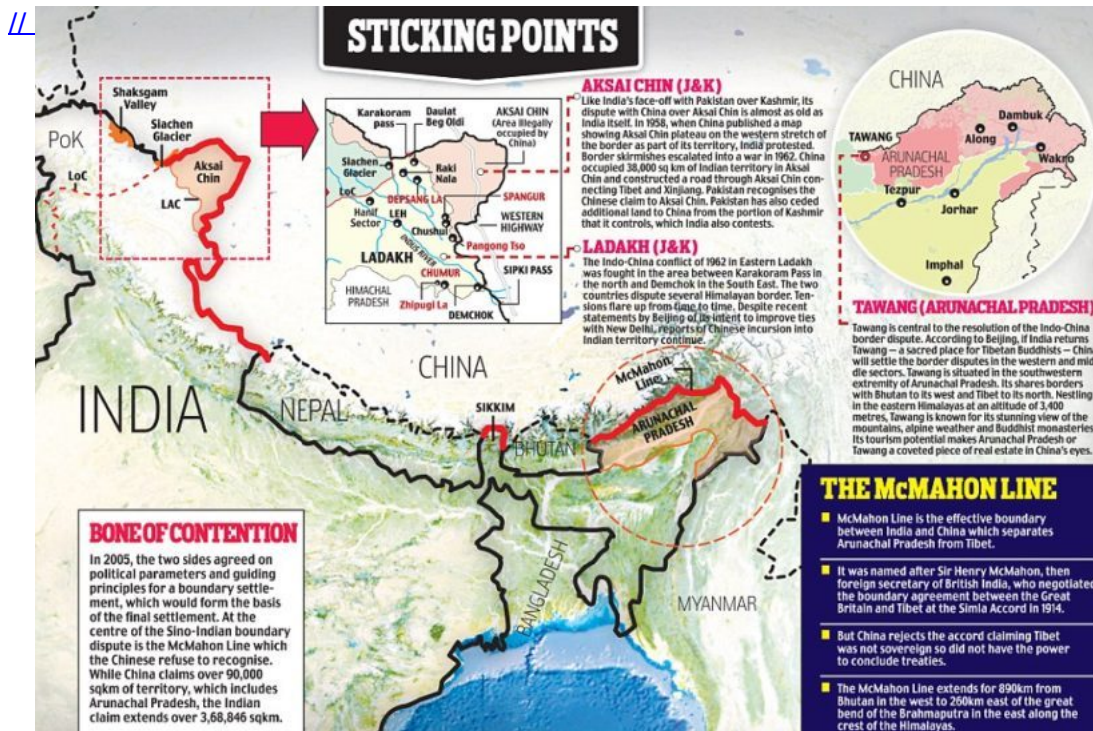 //
STICKING POINTS
Shaksgam
Valley
Siachen
Glacier
PoK
LoC
Aksai
Chin
LAC
Karakoram
pass
Daulat
Beg Oldi
AKSAI CHIN
(Area illegally
occupied by
China)
Siachen
Glacier
Raki
Nala
LoC
DEPSANG LA
SPANGUR
Hanif
Sector
LEH
Chushul
WESTERN
HIGHWAY
INDUS RIVER
Pangong Tso
LADAKH
CHUMUR
SIPKI PASS
HIMACHAL
PRADESH
Zhipugi La
DEMCHOK
AKSAI CHIN (J&K)
Like India's face-off with Pakistan over Kashmir, its
dispute with China over Aksai Chin is almost as old as
India itself. In 1958, when China published a map
showing Aksai Chin plateau on the western stretch of
the border as part of its territory, India protested.
Border skirmishes escalated into a war in 1962. China
occupied 38,000 sq km of Indian territory in Aksai
Chin and constructed a road through Aksai Chin con-
necting Tibet and Xinjiang. Pakistan recognises the
Chinese claim to Aksai Chin. Pakistan has also ceded
additional land to China from the portion of Kashmir
that it controls, which India also contests.
LADAKH (J&K)
The Indo-China conflict of 1962 in Eastern Ladakh
was fought in the area between Karakoram Pass in
the north and Demchok in the South East. The two
countries dispute several Himalayan border. Ten-
sions flare up from time to time. Despite recent
statements by Beijing of its intent to improve ties
with New Delhi, reports of Chinese incursion into
Indian territory continue.
CHINA
TAWANG
ARUNACHAL
PRADESH
Along
Dambuk
Wakro
Tezpur
Jorhar
Imphal
TAWANG (ARUNACHAL PRADESH)
Tawang is central to the resolution of the Indo-China
border dispute. According to Beijing, if India returns
Tawang — a sacred place for Tibetan Buddhists — China
will settle the border disputes in the western and mid
dle sectors. Tawang is situated in the southwestern
extremity of Arunachal Pradesh. Its shares borders
with Bhutan to its west and Tibet to its north. Nestling
in the eastern Himalayas at an altitude of 3,400
metres, Tawang is known for its stunning view of the
mountains, alpine weather and Buddhist monasteries
Its tourism potential makes Arunachal Pradesh or
Tawang a coveted piece of real estate in China's eyes.
CHINA
INDIA
NEPAL
SIKKIM
BHUTAN
McMahon
Line
ARUNACHAL
PRADESH
BANGLADESH
MYANMAR
BONE OF CONTENTION
In 2005, the two sides agreed on
political parameters and guiding
principles for a boundary settle-
ment, which would form the basis
of the final settlement. At the
centre of the Sino-Indian boundary
dispute is the McMahon Line which
the Chinese refuse to recognise.
While China claims over 90,000
sqkm of territory, which includes
Arunachal Pradesh, the Indian
claim extends over 3,68,846 sqkm.
THE McMAHON LINE
McMahon Line is the effective boundary
between India and China which separates
Arunachal Pradesh from Tibet.
It was named after Sir Henry McMahon, then
foreign secretary of British India, who negotiated
the boundary agreement between the Great
Britain and Tibet at the Simla Accord in 1914.
But China rejects the accord claiming Tibet
was not sovereign so did not have the power
to conclude treaties.
The McMahon Line extends for 890km from
Bhutan in the west to 260km east of the great
bend of the Brahmaputra in the east along the
crest of the Himalayas.